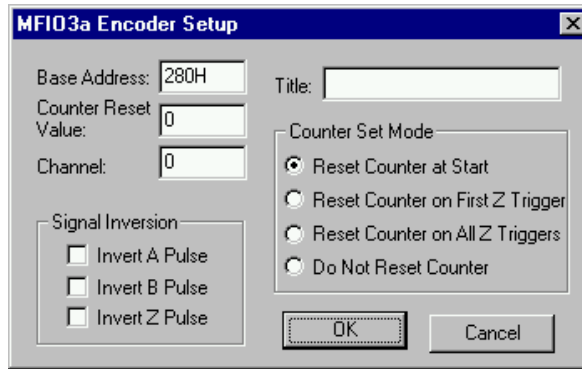 MFIO3a Encoder Setup
Base Address: 280H
Counter Reset Value: 0
Channel: 0
Title:
Counter Set Mode
Reset Counter at Start
Reset Counter on First Z Trigger
Reset Counter on All Z Triggers
Do Not Reset Counter
Signal Inversion
Invert A Pulse
Invert B Pulse
Invert Z Pulse
OK
Cancel